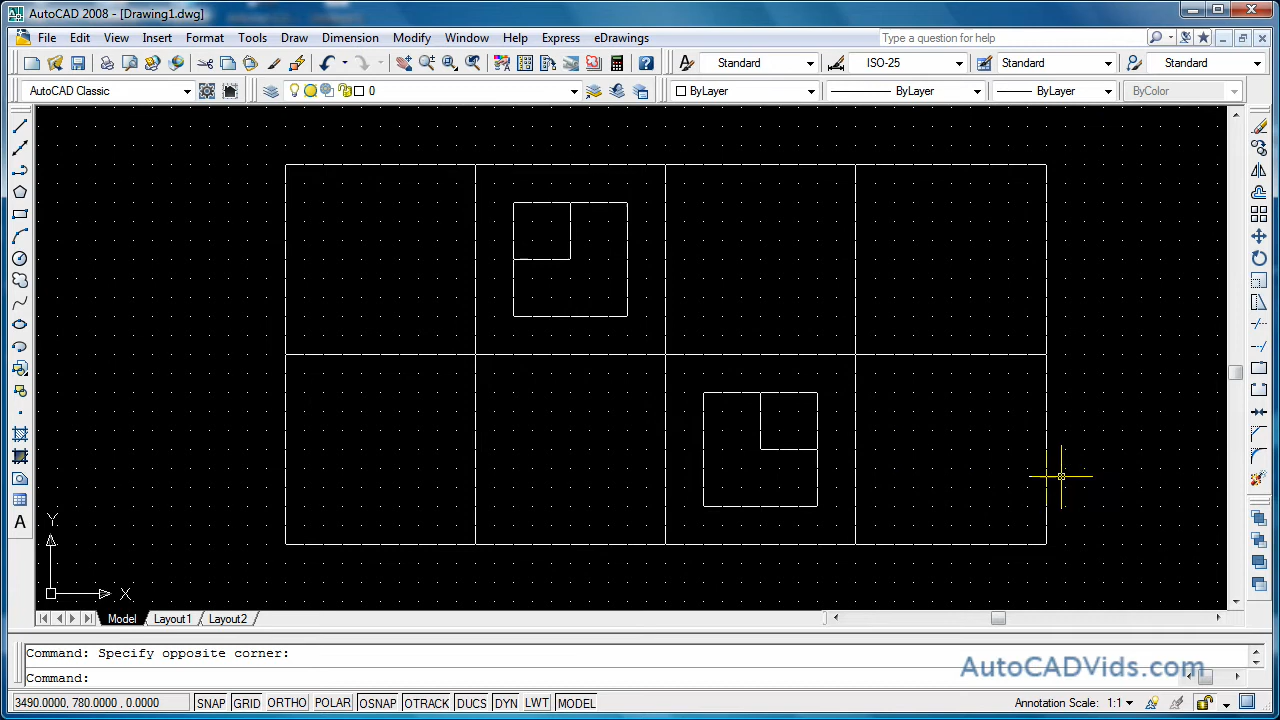 AutoCAD 2008 - [Drawing1.dwg]
File Edit View Insert Format Tools Draw Dimension Modify Window Help Express eDrawings Type a question for help
Standard ISO-25 Standard Standard
AutoCAD Classic 0 ByLayer ByLayer ByLayer ByColor
A
Y
X
Model Layout1 Layout2
Command: Specify opposite corner:
Command:
AutoCADVids.com
3490.0000, 780.0000 , 0.0000 SNAP GRID ORTHO POLAR OSNAP OTRACK DUCS DYN LWT MODEL Annotation Scale: 1:1